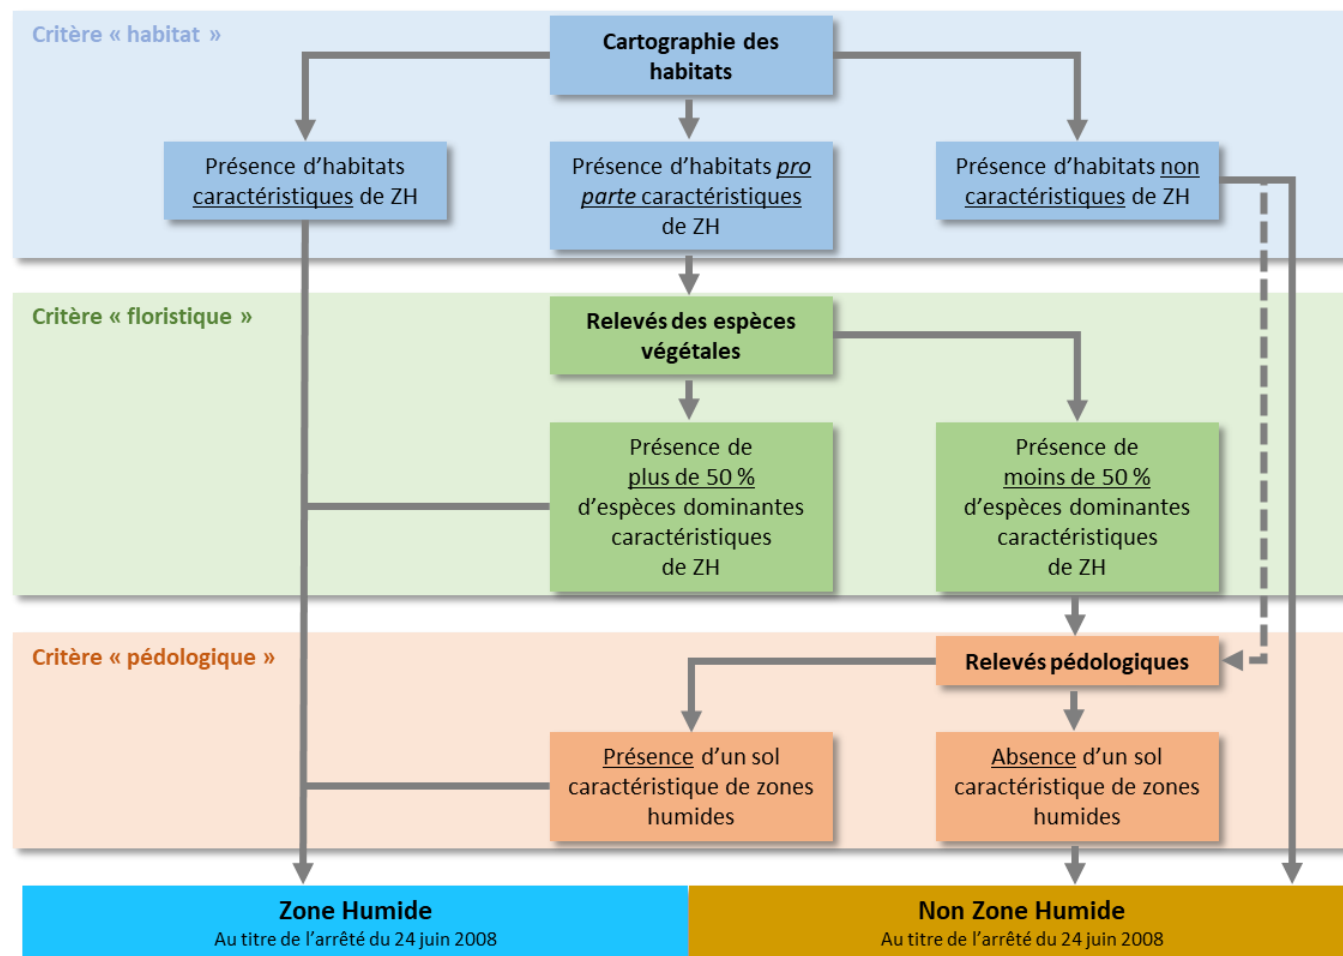 Critère « habitat »
Cartographie des
habitats
Présence d’habitats
caractéristiques de ZH
Présence d’habitats pro
parte caractéristiques
de ZH
Présence d’habitats non
caractéristiques de ZH
Critère « floristique »
Relevés des espèces
végétales
Présence de
plus de 50 %
d’espèces dominantes
caractéristiques
de ZH
Présence de
moins de 50 %
d’espèces dominantes
caractéristiques
de ZH
Critère « pédologique »
Relevés pédologiques
Présence d’un sol
caractéristique de zones
humides
Absence d’un sol
caractéristique de zones
humides
Zone Humide
Au titre de l’arrêté du 24 juin 2008
Non Zone Humide
Au titre de l’arrêté du 24 juin 2008